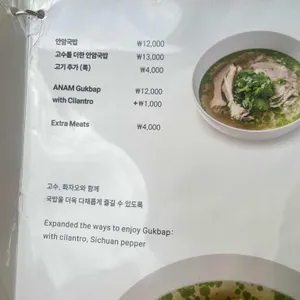 안암국밥 ₩12,000
고수를 더한 안암국밥 ₩13,000
고기 추가 (특) ₩4,000
ANAM Gukbap ₩12,000
with Cilantro +₩1,000
Extra Meats ₩4,000
고수, 화자오와 함께
국밥을 더욱 다채롭게 즐길 수 있도록
Expanded the ways to enjoy Gukbap:
with cilantro, Sichuan pepper